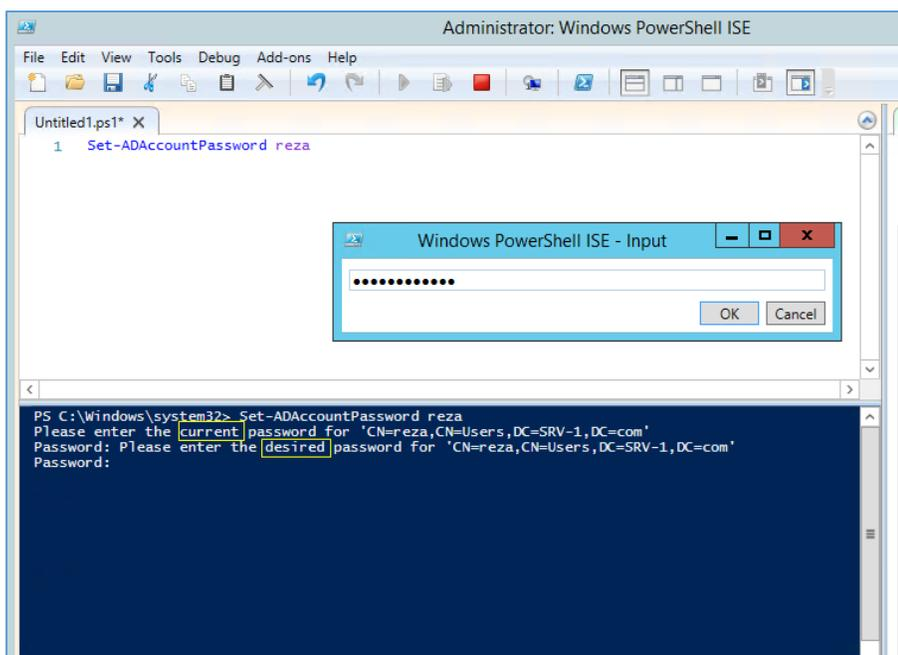 Administrator: Windows PowerShell ISE
File Edit View Tools Debug Add-ons Help
Untitled1.ps1* X
1 Set-ADAccountPassword reza
Windows PowerShell ISE - Input
••••••••••••
OK Cancel
PS C:\Windows\system32> Set-ADAccountPassword reza
Please enter the current password for 'CN=reza,CN=Users,DC=SRV-1,DC=com'
Password: Please enter the desired password for 'CN=reza,CN=Users,DC=SRV-1,DC=com'
Password: